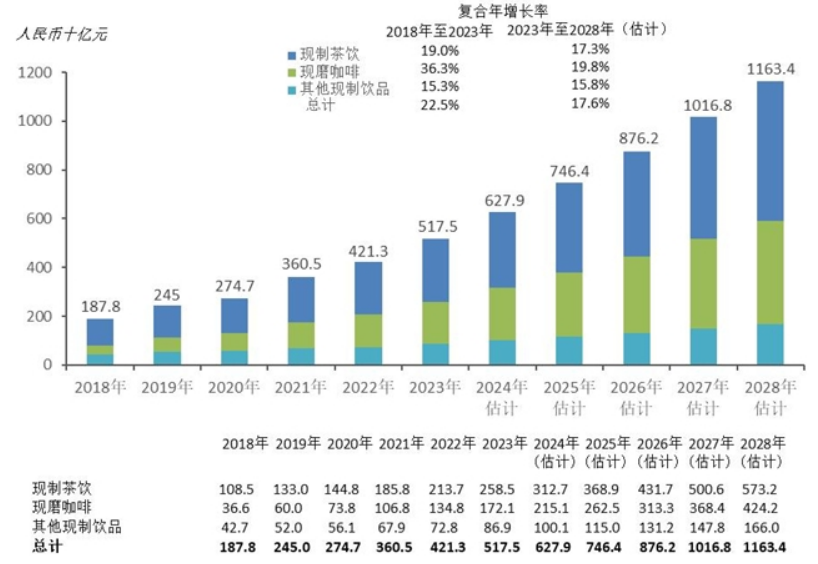 复合年增长率
人民币十亿元
2018年至2023年 2023年至2028年（估计）
现制茶饮 19.0% 17.3%
现磨咖啡 36.3% 19.8%
其他现制饮品 15.3% 15.8%
总计 22.5% 17.6%
1200
1000
800
600
400
200
0
187.8 245 274.7 360.5 421.3 517.5 627.9 746.4 876.2 1016.8 1163.4
2018年 2019年 2020年 2021年 2022年 2023年 2024年 2025年 2026年 2027年 2028年
估计 估计 估计 估计 估计
2018年 2019年 2020年 2021年 2022年 2023年 2024年 2025年 2026年 2027年 2028年
（估计） （估计） （估计） （估计） （估计）
现制茶饮 108.5 133.0 144.8 185.8 213.7 258.5 312.7 368.9 431.7 500.6 573.2
现磨咖啡 36.6 60.0 73.8 106.8 134.8 172.1 215.1 262.5 313.3 368.4 424.2
其他现制饮品 42.7 52.0 56.1 67.9 72.8 86.9 100.1 115.0 131.2 147.8 166.0
总计 187.8 245.0 274.7 360.5 421.3 517.5 627.9 746.4 876.2 1016.8 1163.4